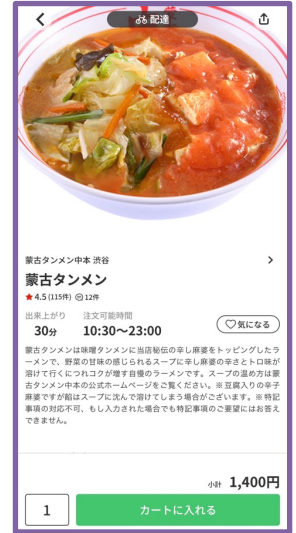 配達
蒙古タンメン中本 渋谷
蒙古タンメン
4.5 (115件) 12件
出来上がり 注文可能時間
30分 10:30〜23:00
気になる
蒙古タンメンは味噌タンメンに当店秘伝の辛し麻婆をトッピングしたラ
ーメンで、野菜の甘味の感じられるスープに辛し麻婆の辛さとトロ味が
溶けて行くにつれコクが増す自慢のラーメンです。スープの温め方は蒙
古タンメン中本の公式ホームページをご覧ください。※豆腐入りの辛子
麻婆ですが餡はスープに沈んで溶けてしまう場合がございます。※特記
事項の対応不可、もし入力された場合でも特記事項のご要望にはお答え
できません。
小計 1,400円
1
カートに入れる